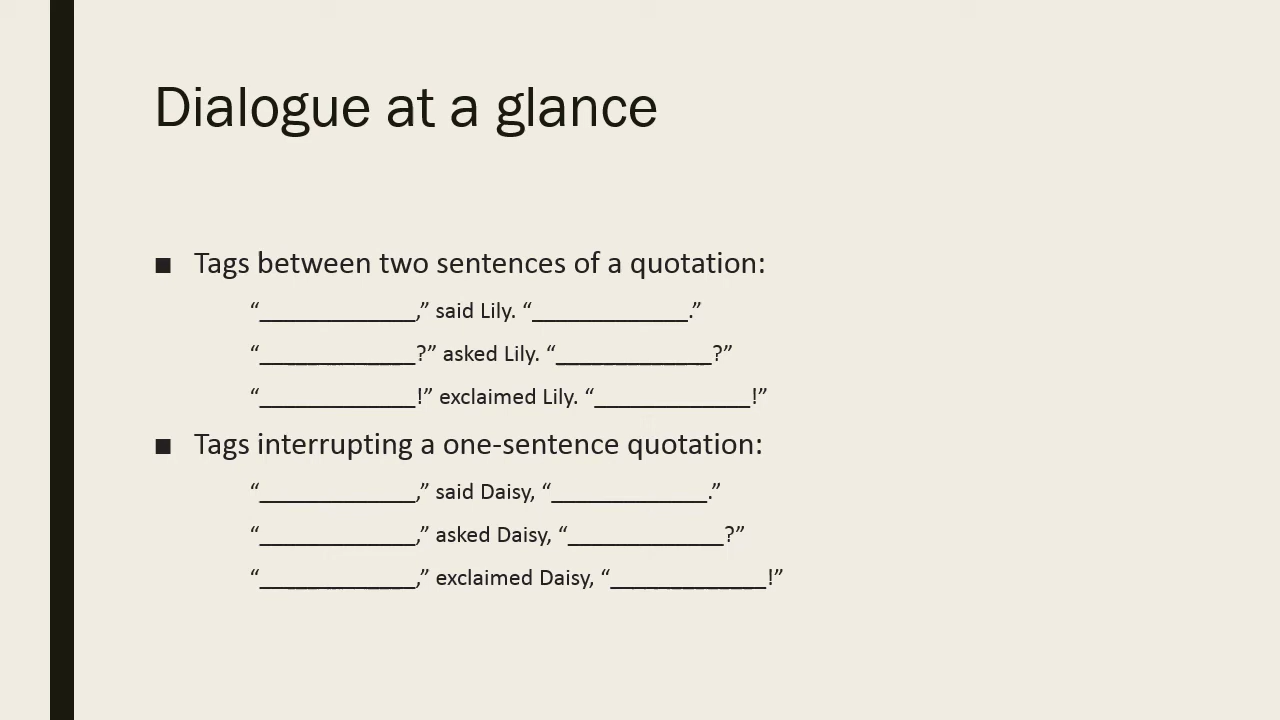 Dialogue at a glance
■ Tags between two sentences of a quotation:
“_____________,” said Lily. “_____________.”
“_____________?” asked Lily. “_____________?”
“_____________!” exclaimed Lily. “_____________!”
■ Tags interrupting a one-sentence quotation:
“_____________,” said Daisy, “_____________.”
“_____________,” asked Daisy, “_____________?”
“_____________,” exclaimed Daisy, “_____________!”